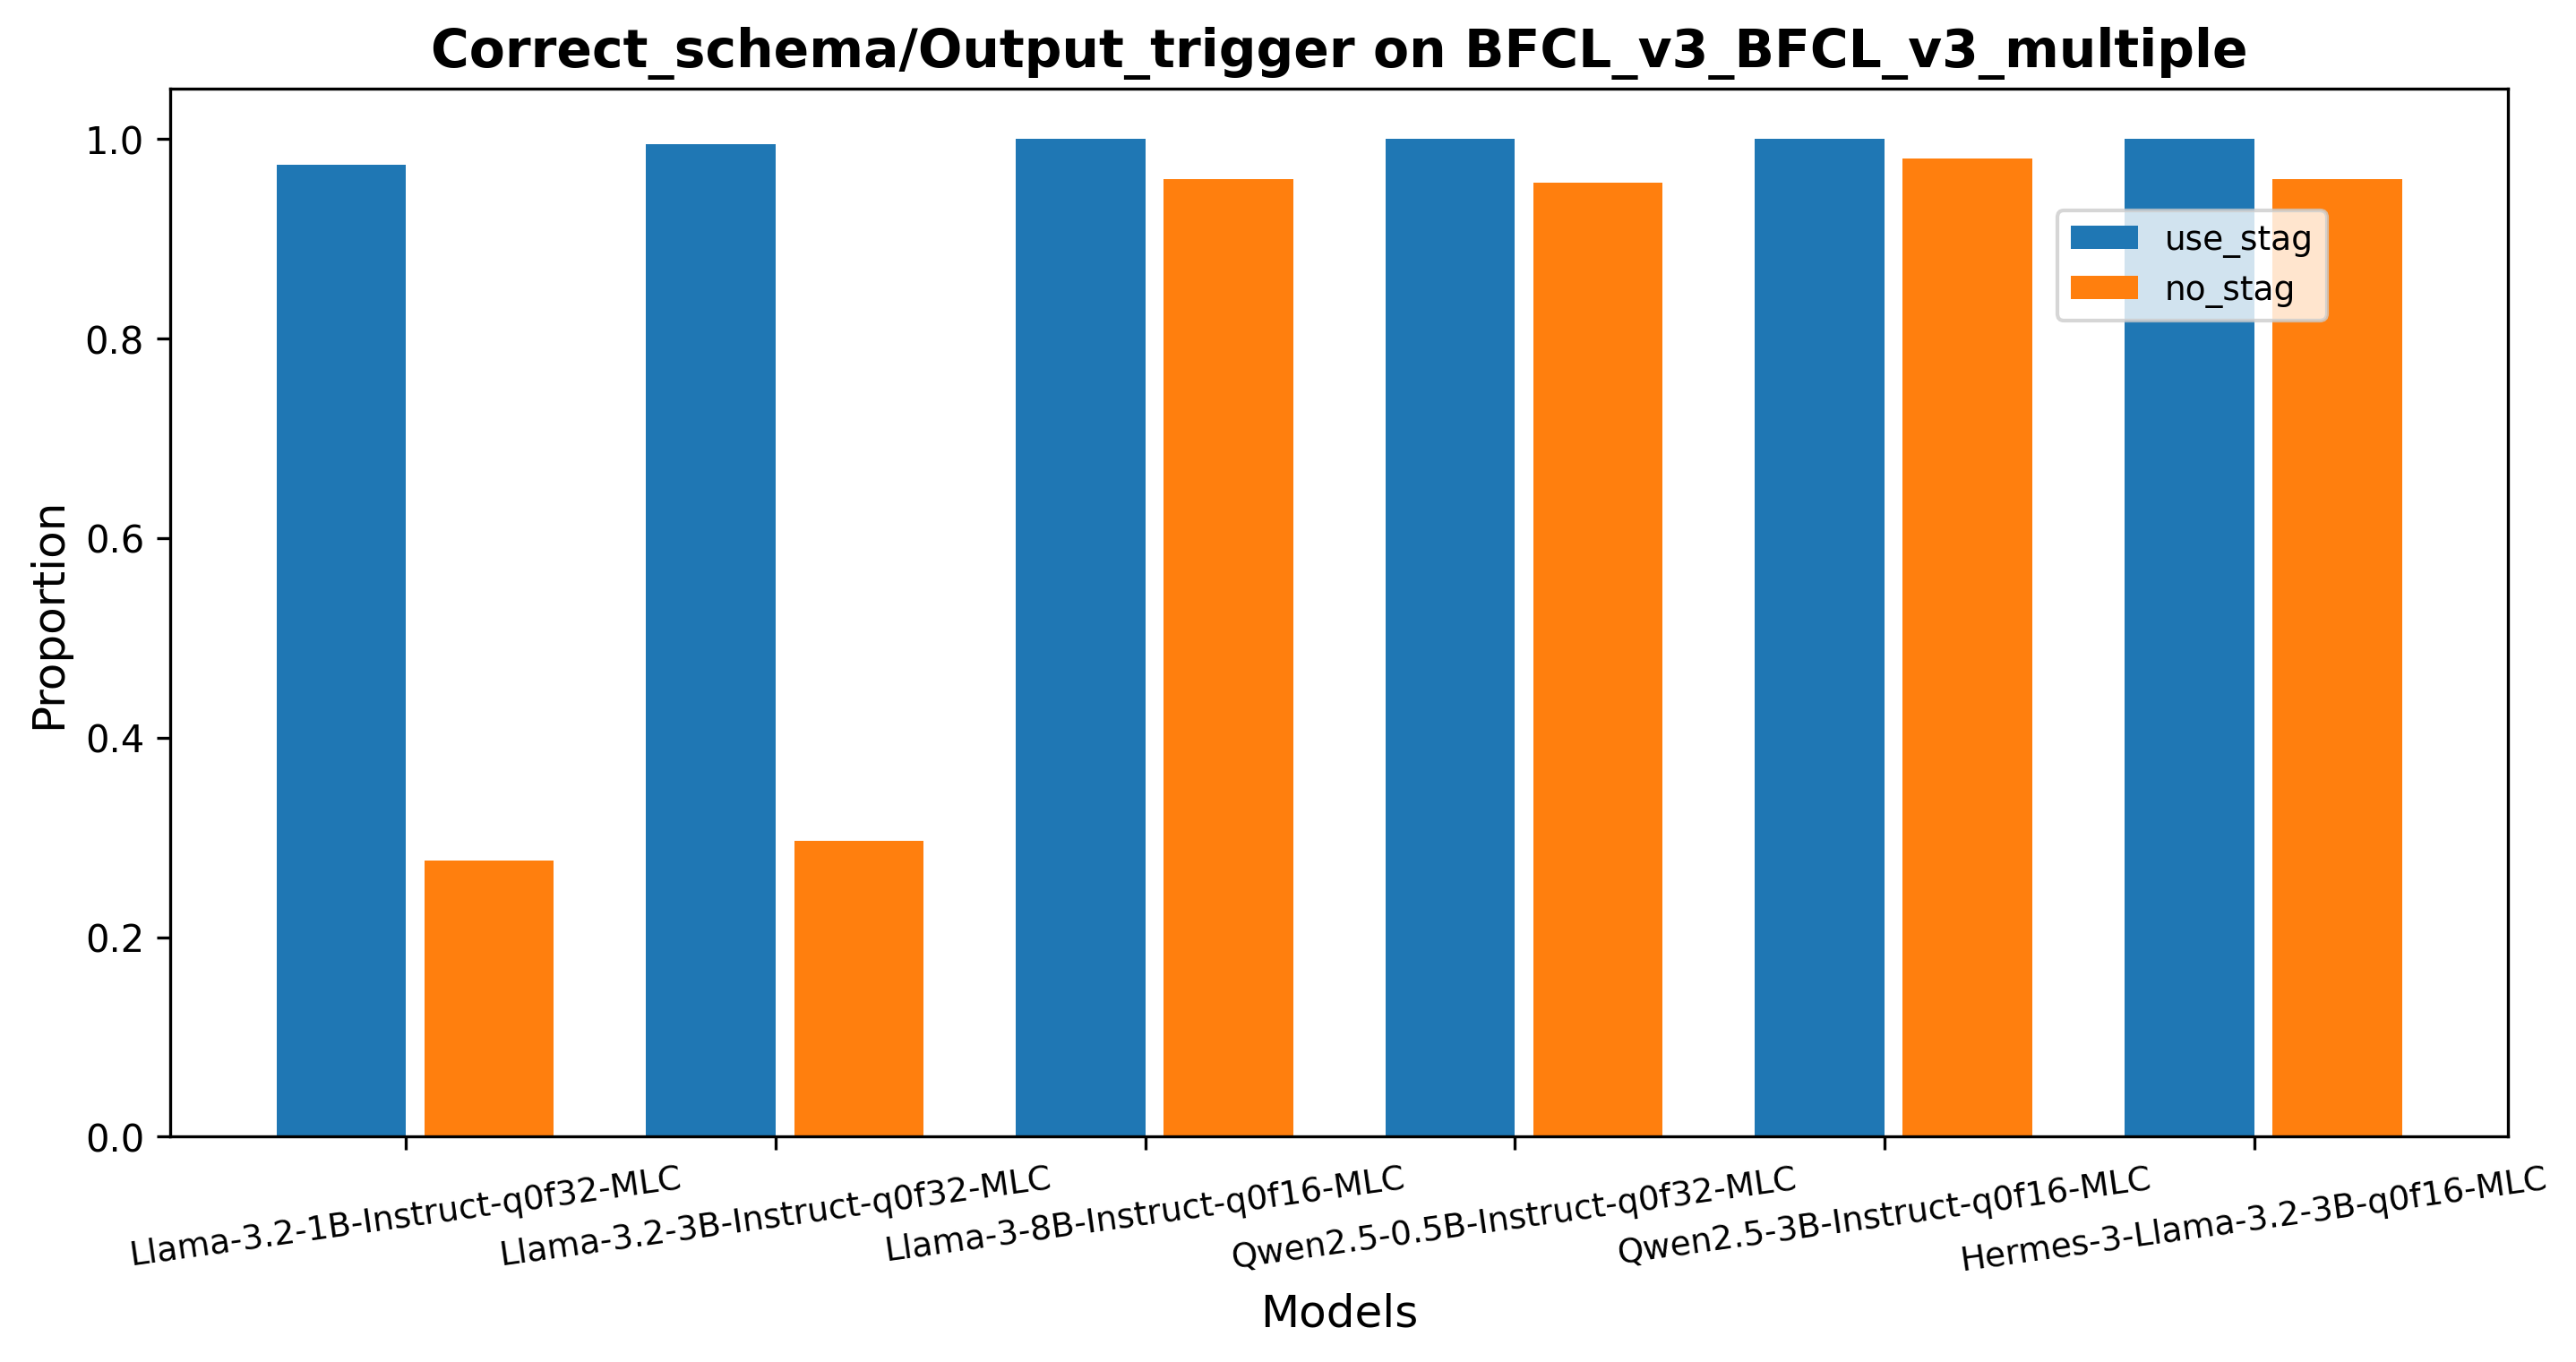 Correct_schema/Output_trigger on BFCL_v3_BFCL_v3_multiple
Proportion
1.0
0.8
0.6
0.4
0.2
0.0
use_stag
no_stag
Llama-3.2-1B-Instruct-q0f32-MLC
Llama-3.2-3B-Instruct-q0f32-MLC
Llama-3-8B-Instruct-q0f16-MLC
Qwen2.5-0.5B-Instruct-q0f32-MLC
Qwen2.5-3B-Instruct-q0f16-MLC
Hermes-3-Llama-3.2-3B-q0f16-MLC
Models